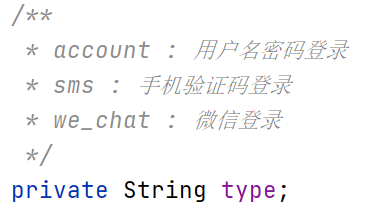 /**
 * account : 用户名密码登录
 * sms : 手机验证码登录
 * we_chat : 微信登录
 */
private String type;